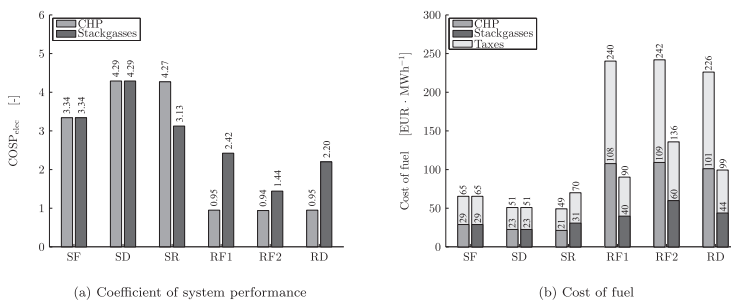 6
5
4
3
2
1
0
COSP_elec [-]
CHP
Stackgasses
3.34
3.34
4.29
4.29
4.27
3.13
0.95
2.42
0.94
1.44
0.95
2.20
SF
SD
SR
RF1
RF2
RD
(a) Coefficient of system performance
300
250
200
150
100
50
0
Cost of fuel [EUR · MWh⁻¹]
CHP
Stackgasses
Taxes
65
65
29
29
51
51
23
23
49
70
21
31
240
90
108
40
242
136
109
60
226
99
101
44
SF
SD
SR
RF1
RF2
RD
(b) Cost of fuel